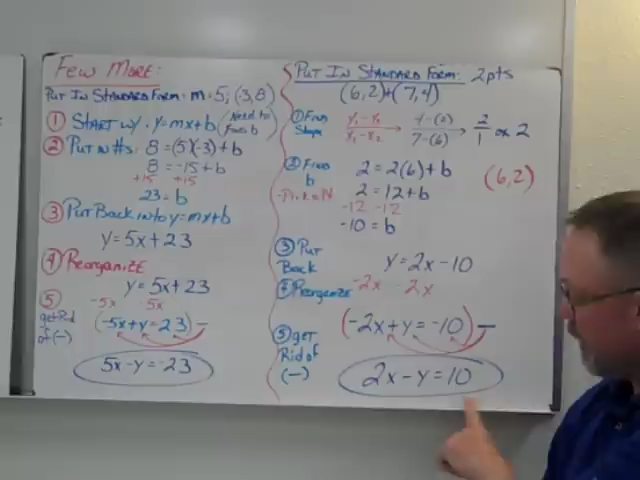 FEW MORE:
PUT IN STANDARD FORM: m = 5; (3,8)
① START W/ y = mx + b (Need to Find b)
② PUT IN #s: 8 = (5)(-3) + b
8 = -15 + b
+15 +15
23 = b
③ PUT BACK INTO y = mx + b
y = 5x + 23
④ Reorganize
y = 5x + 23
-5x -5x
⑤ get Rid of (-)
(-5x + y = 23) -
5x - y = -23
PUT IN STANDARD FORM: 2pts
(6,2) + (7,4)
① Find Slope
y₁ - y₂ / x₁ - x₂ → 4 - (2) / 7 - (6) → 2/1 or 2
② Find b
2 = 2(6) + b (6,2)
2 = 12 + b
-12 -12
-10 = b
③ PUT Back
y = 2x - 10
④ Reorganize -2x -2x
(-2x + y = -10) -
⑤ get Rid of (-)
2x - y = 10